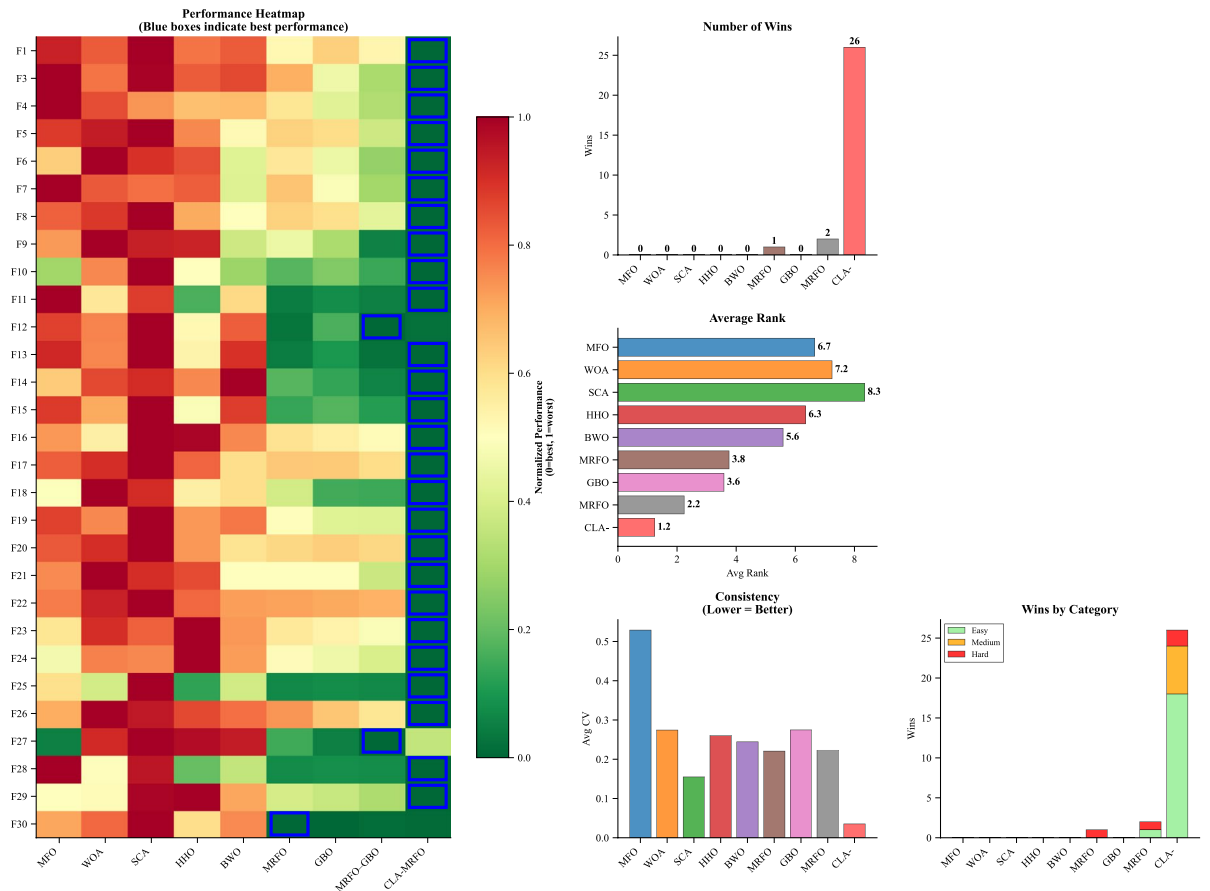 Performance Heatmap
(Blue boxes indicate best performance)
F1
F3
F4
F5
F6
F7
F8
F9
F10
F11
F12
F13
F14
F15
F16
F17
F18
F19
F20
F21
F22
F23
F24
F25
F26
F27
F28
F29
F30
MFO
WOA
SCA
HHO
BWO
MRFO
GBO
MRFO-GBO
CLA-MRFO
1.0
0.8
0.6
0.4
0.2
0.0
Normalized Performance
(0=best, 1=worst)
Number of Wins
Wins
25
20
15
10
5
0
0
0
0
0
0
1
0
2
26
MFO
WOA
SCA
HHO
BWO
MRFO
GBO
MRFO
CLA-
Average Rank
MFO
6.7
WOA
7.2
SCA
8.3
HHO
6.3
BWO
5.6
MRFO
3.8
GBO
3.6
MRFO
2.2
CLA-
1.2
0
2
4
6
8
Avg Rank
Consistency
(Lower = Better)
Avg CV
0.5
0.4
0.3
0.2
0.1
0.0
MFO
WOA
SCA
HHO
BWO
MRFO
GBO
MRFO
CLA-
Wins by Category
Easy
Medium
Hard
Wins
25
20
15
10
5
0
MFO
WOA
SCA
HHO
BWO
MRFO
GBO
MRFO
CLA-